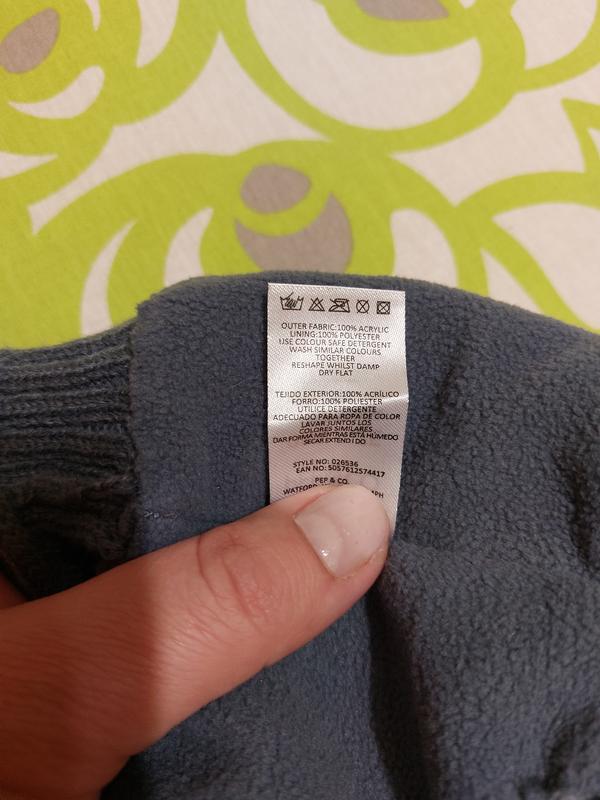 OUTER FABRIC:100% ACRYLIC
LINING:100% POLYESTER
USE COLOUR SAFE DETERGENT
WASH SIMILAR COLOURS
TOGETHER
RESHAPE WHILST DAMP
DRY FLAT
TEJIDO EXTERIOR:100% ACRÍLICO
FORRO:100% POLIESTER
UTILICE DETERGENTE
ADECUADO PARA ROPA DE COLOR
LAVAR JUNTOS LOS
COLORES SIMILARES
DAR FORMA MIENTRAS ESTÁ HÚMEDO
SECAR EXTENDIDO
STYLE NO: 026536
EAN NO: 5057612574417
PEP & CO.